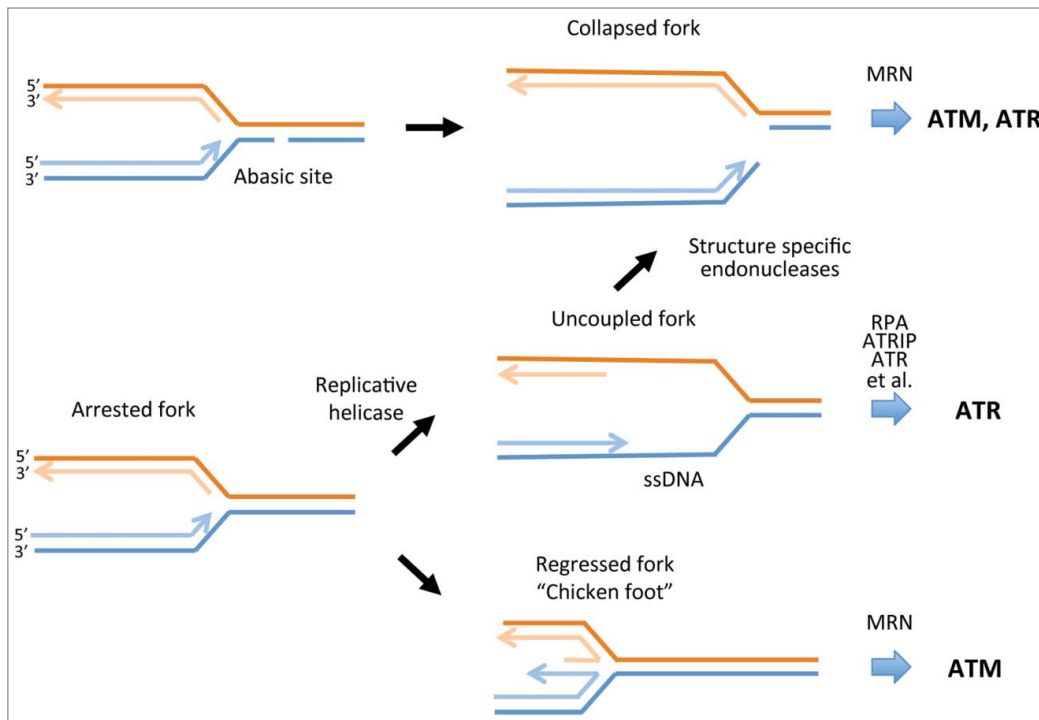 Collapsed fork
5’
3’
5’
3’
Abasic site
MRN
ATM, ATR
Structure specific
endonucleases
Uncoupled fork
RPA
ATRIP
ATR
et al.
ATR
Replicative
helicase
Arrested fork
5’
3’
5’
3’
ssDNA
Regressed fork
“Chicken foot”
MRN
ATM